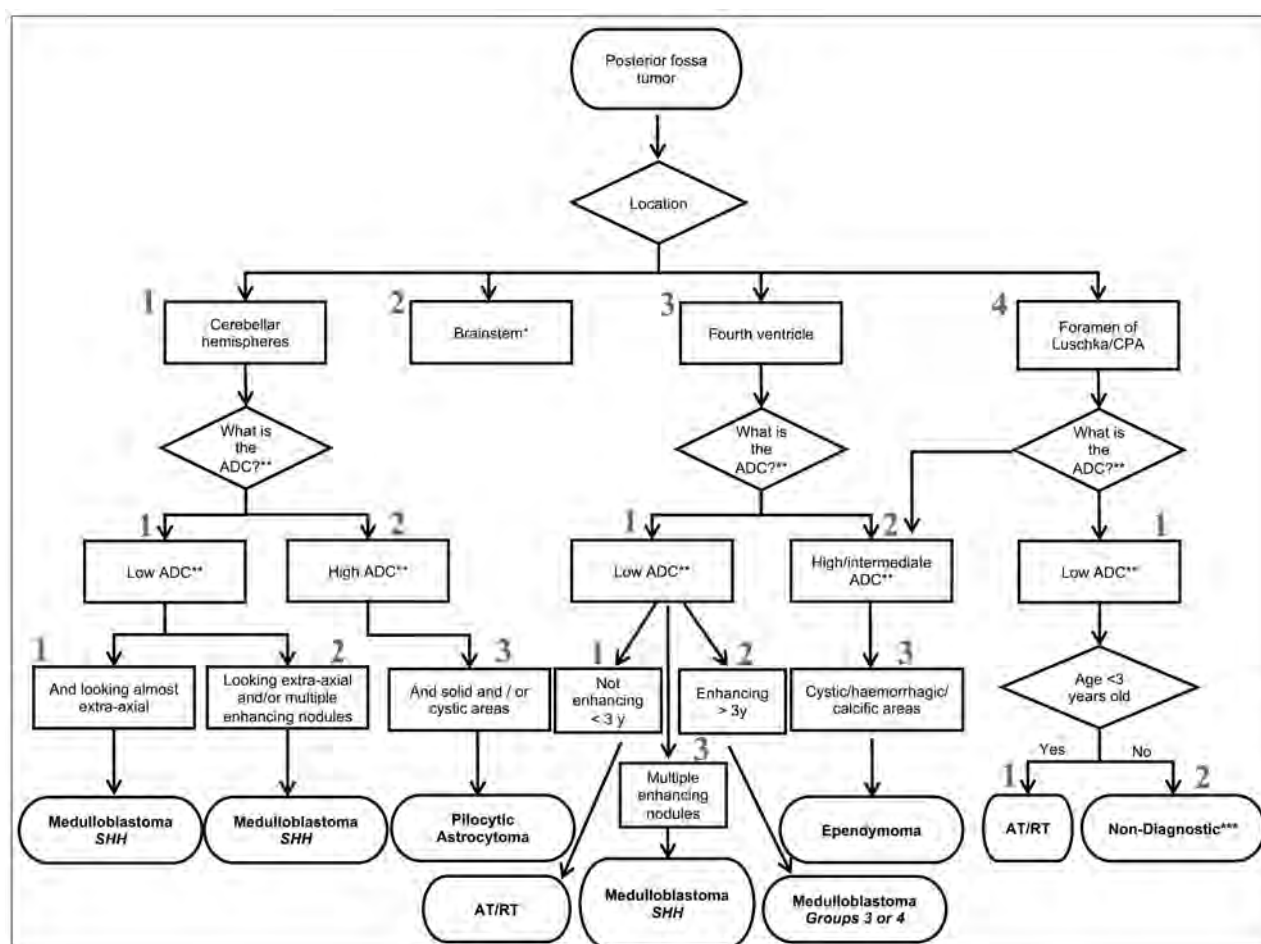 Posterior fossa
tumor
Location
1
Cerebellar
hemispheres
2
Brainstem*
3
Fourth ventricle
4
Foramen of
Luschka/CPA
What is
the
ADC?**
What is
the
ADC?**
What is
the
ADC?**
1
Low ADC**
2
High ADC**
1
Low ADC**
2
High/intermediate
ADC**
1
Low ADC**
1
And looking almost
extra-axial
2
Looking extra-axial
and/or multiple
enhancing nodules
3
And solid and / or
cystic areas
1
Not
enhancing
< 3 y
2
Enhancing
> 3y
3
Cystic/haemorrhagic/
calcific areas
Age <3
years old
Yes
No
3
Multiple
enhancing
nodules
1
AT/RT
2
Non-Diagnostic***
Medulloblastoma
SHH
Medulloblastoma
SHH
Pilocytic
Astrocytoma
Ependymoma
AT/RT
Medulloblastoma
SHH
Medulloblastoma
Groups 3 or 4